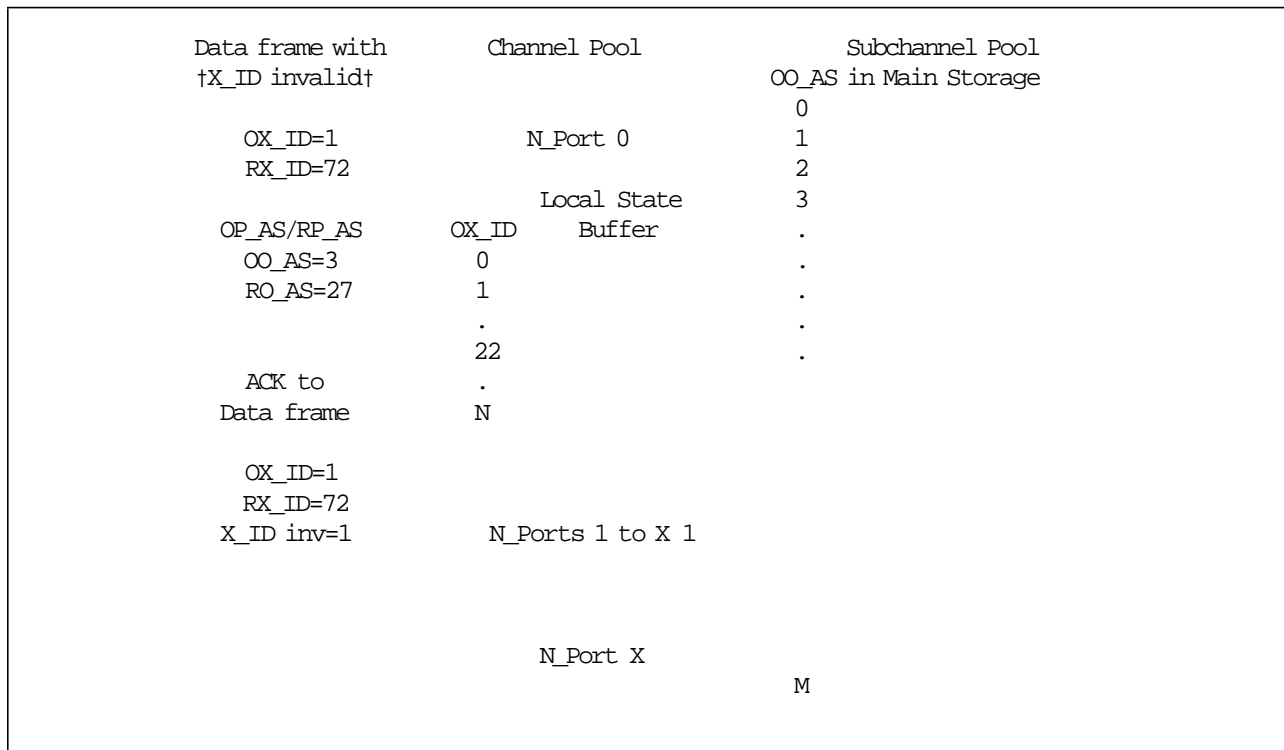 Data frame with Channel Pool Subchannel Pool
†X_ID invalid† OO_AS in Main Storage
0
OX_ID=1 N_Port 0 1
RX_ID=72 2
Local State 3
OP_AS/RP_AS OX_ID Buffer .
OO_AS=3 0 .
RO_AS=27 1 .
. .
22 .
ACK to .
Data frame N
OX_ID=1
RX_ID=72
X_ID inv=1 N_Ports 1 to X 1
N_Port X
M